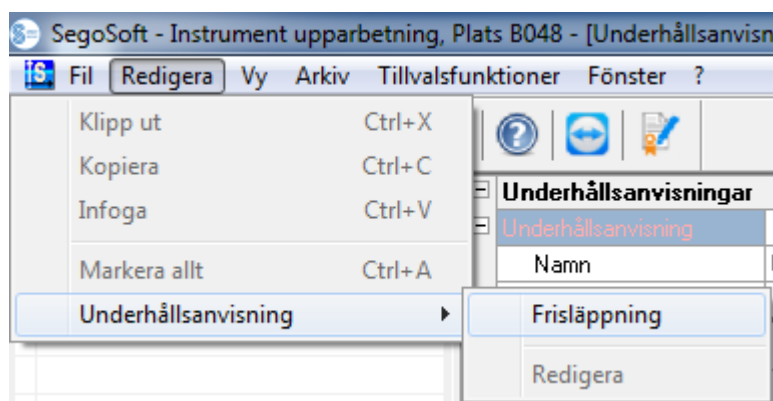 SegoSoft - Instrument upparbetning, Plats B048 - [Underhållsanvisn
Fil Redigera Vy Arkiv Tillvalsfunktioner Fönster ?
Klipp ut Ctrl+X
Kopiera Ctrl+C
Infoga Ctrl+V
Markera allt Ctrl+A
Underhållsanvisning
Underhållsanvisningar
Underhållsanvisning
Namn
Frisläppning
Redigera